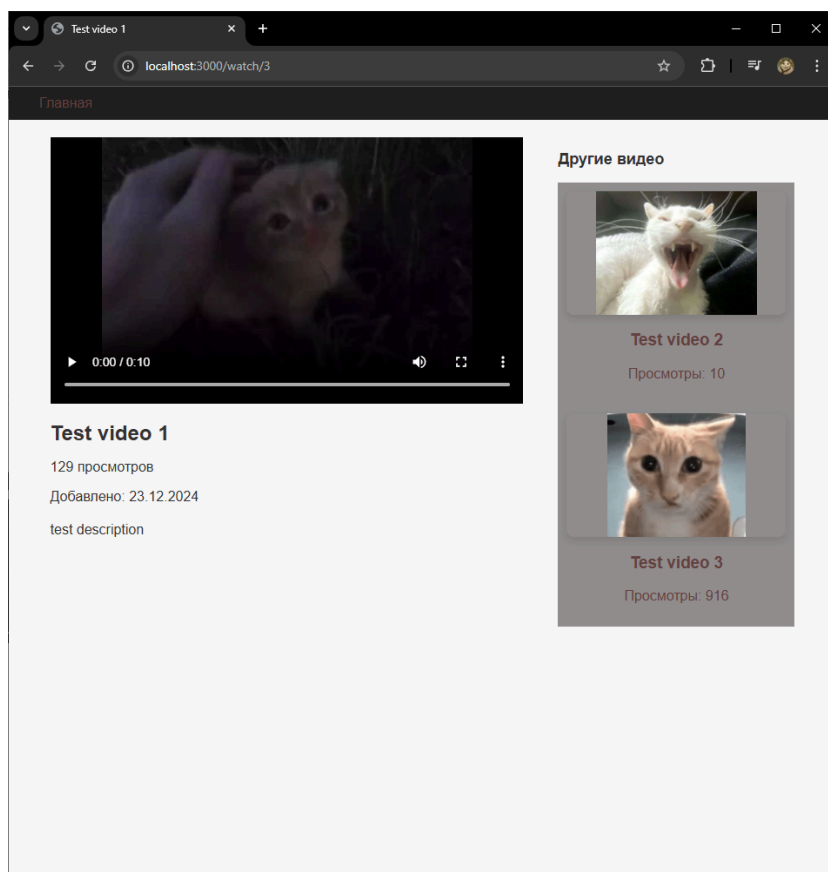 Test video 1
localhost:3000/watch/3
Главная
0:00 / 0:10
Test video 1
129 просмотров
Добавлено: 23.12.2024
test description
Другие видео
Test video 2
Просмотры: 10
Test video 3
Просмотры: 916